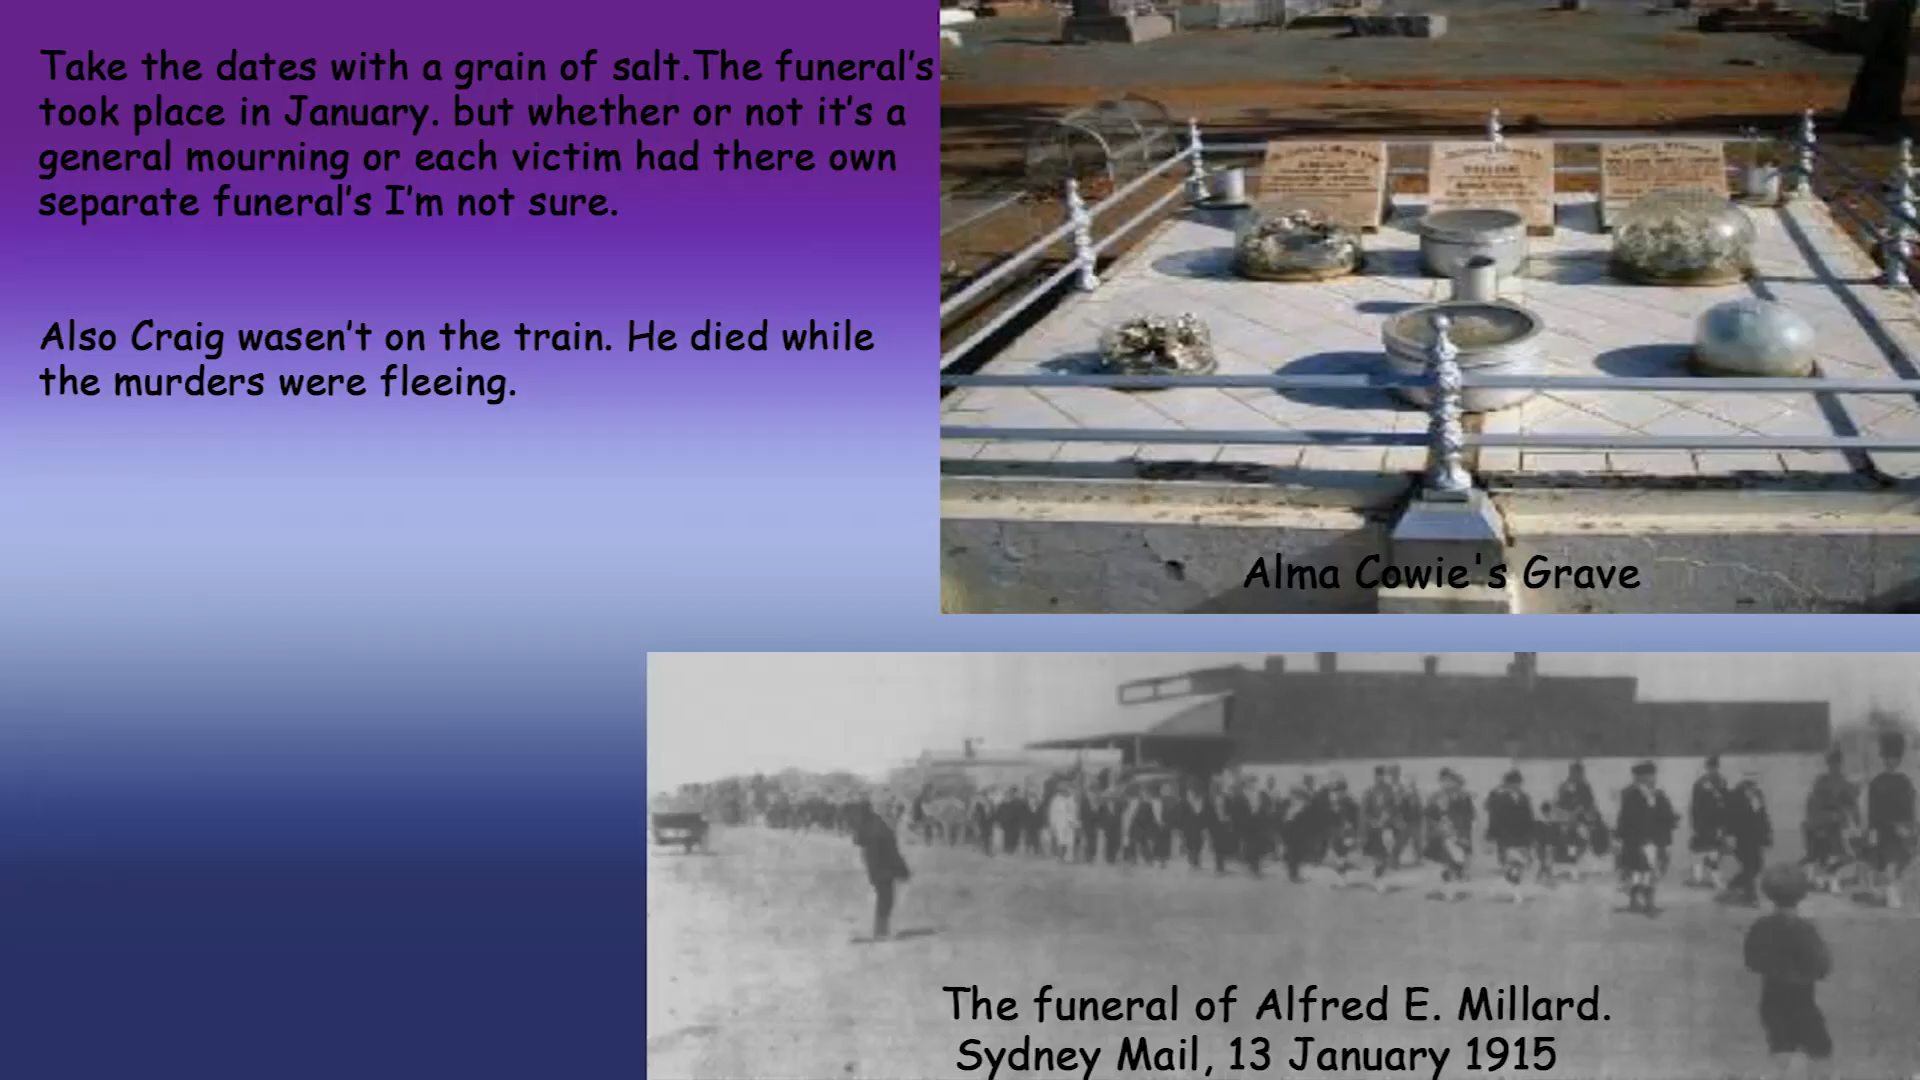 Take the dates with a grain of salt.The funeral’s
took place in January. but whether or not it’s a
general mourning or each victim had there own
separate funeral’s I’m not sure.
Also Craig wasen’t on the train. He died while
the murders were fleeing.
Alma Cowie's Grave
The funeral of Alfred E. Millard.
Sydney Mail, 13 January 1915